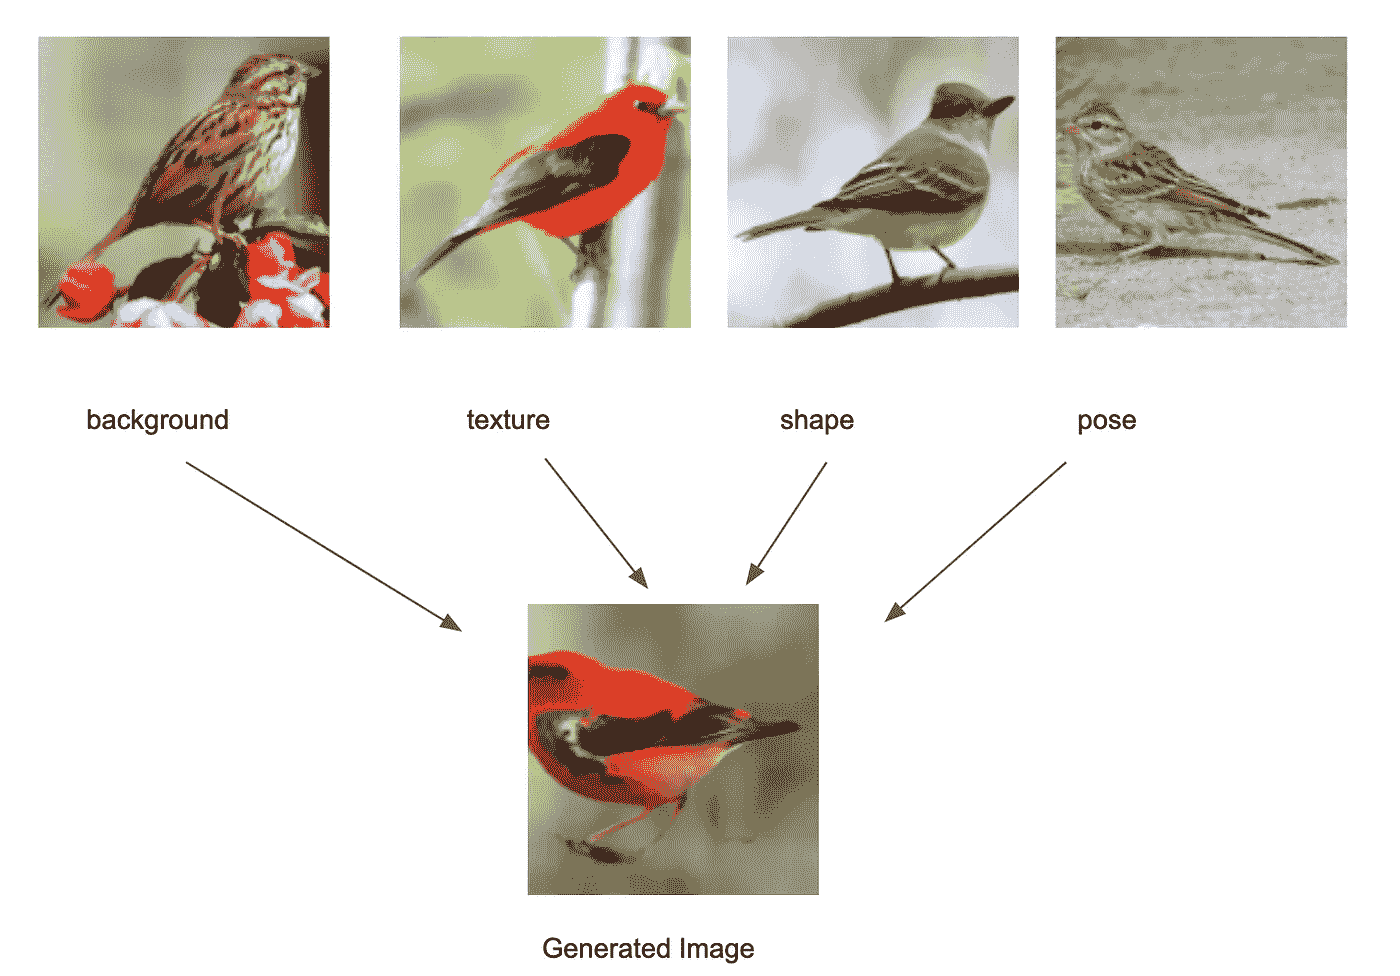 background
texture
shape
pose
Generated Image